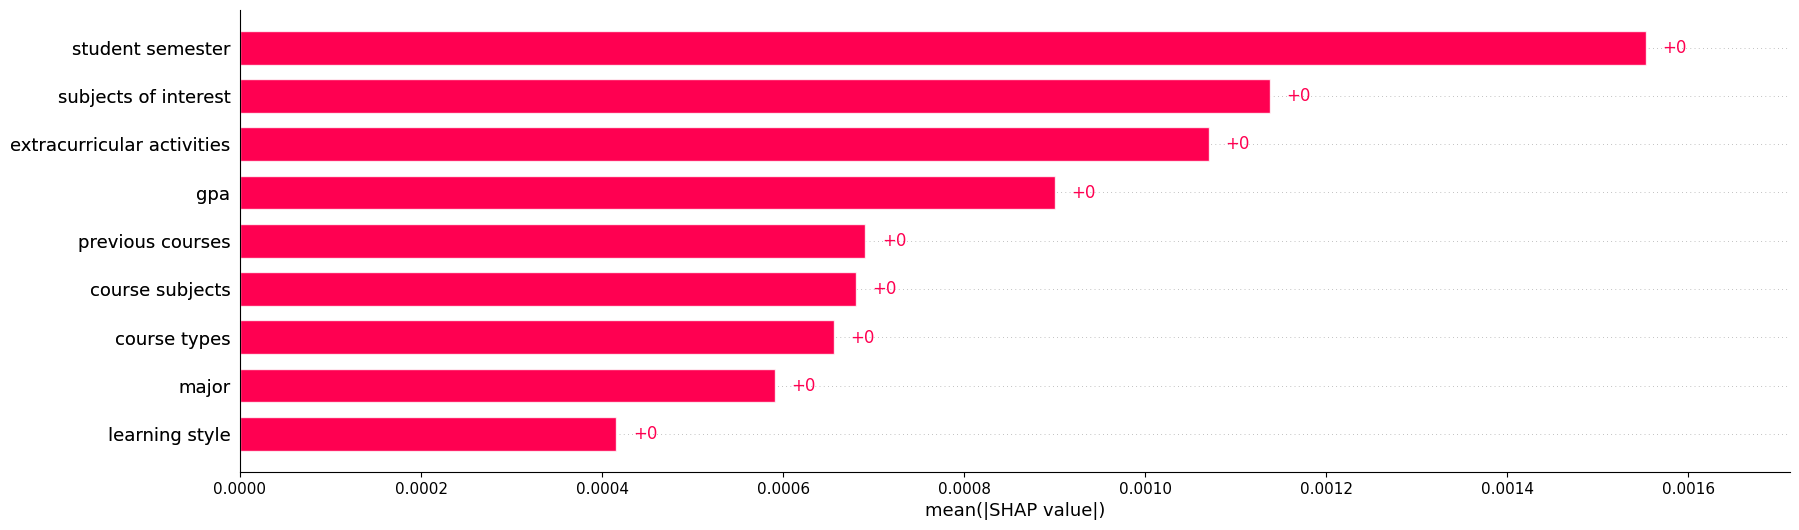 student semester +0
subjects of interest +0
extracurricular activities +0
gpa +0
previous courses +0
course subjects +0
course types +0
major +0
learning style +0
0.0000 0.0002 0.0004 0.0006 0.0008 0.0010 0.0012 0.0014 0.0016
mean(|SHAP value|)